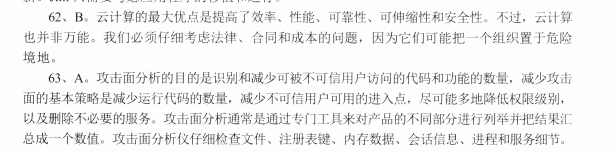 62、B。云计算的最大优点是提高了效率、性能、可靠性、可伸缩性和安全性。不过，云计算
也并非万能。我们必须仔细考虑法律、合同和成本的问题，因为它们可能把一个组织置于危险
境地。
63、A。攻击面分析的目的是识别和减少可被不可信用户访问的代码和功能的数量，减少攻击
面的基本策略是减少运行代码的数量，减少不可信用户可用的进入点，尽可能多地降低权限级别，
以及删除不必要的服务。攻击面分析通常是通过专门工具来对产品的不同部分进行列举并把结果汇
总成一个数值。攻击面分析仪仔细检查文件、注册表键、内存数据、会话信息、进程和服务细节。